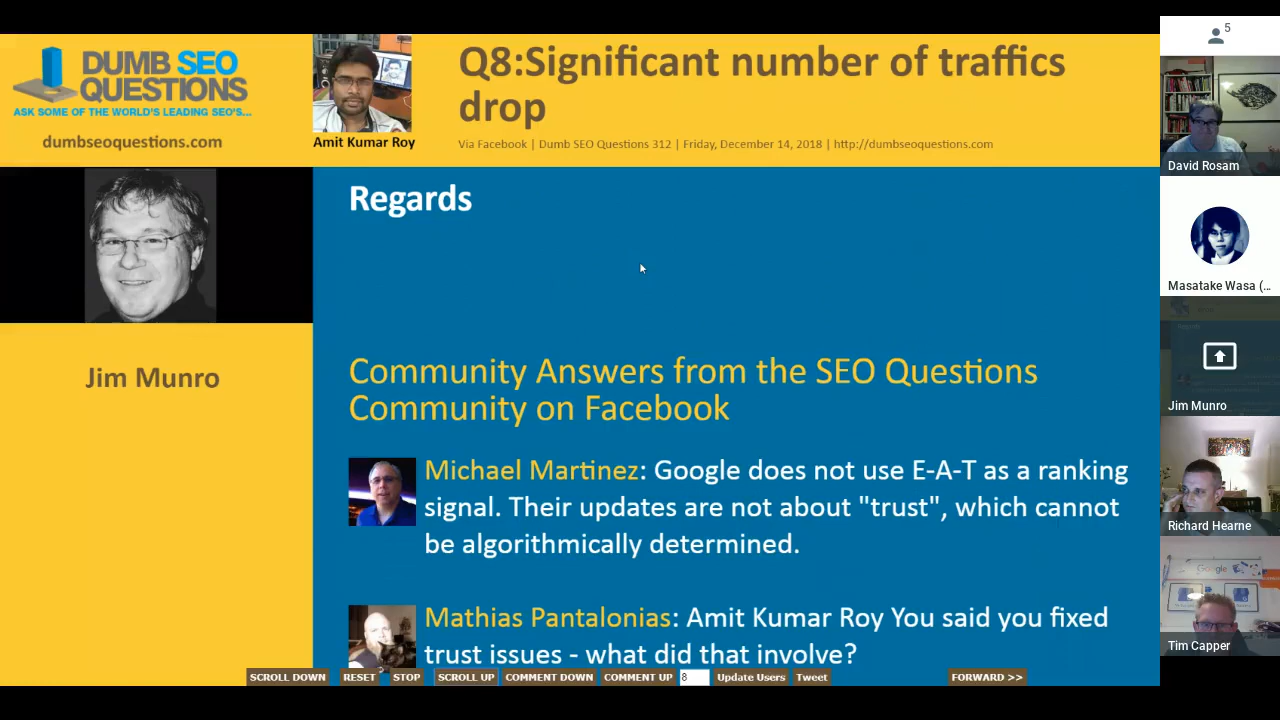 DUMB SEO
QUESTIONS
ASK SOME OF THE WORLD'S LEADING SEO'S...
dumbseoquestions.com
Amit Kumar Roy
Q8:Significant number of traffics
drop
Via Facebook | Dumb SEO Questions 312 | Friday, December 14, 2018 | http://dumbseoquestions.com
Jim Munro
Regards
Community Answers from the SEO Questions
Community on Facebook
Michael Martinez: Google does not use E-A-T as a ranking
signal. Their updates are not about "trust", which cannot
be algorithmically determined.
Mathias Pantalonias: Amit Kumar Roy You said you fixed
trust issues - what did that involve?
SCROLL DOWN RESET STOP SCROLL UP COMMENT DOWN COMMENT UP 8 Update Users Tweet FORWARD >>
5
David Rosam
Masatake Wasa (...
Jim Munro
Richard Hearne
Google
Tim Capper